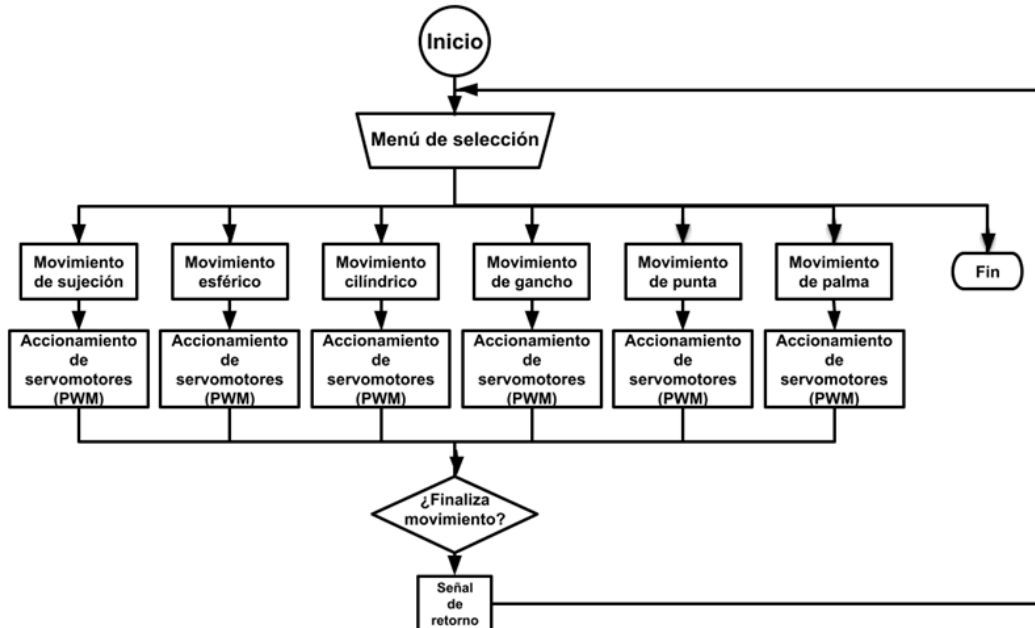 Inicio
Menú de selección
Movimiento
de sujeción
Movimiento
esférico
Movimiento
cilíndrico
Movimiento
de gancho
Movimiento
de punta
Movimiento
de palma
Fin
Accionamiento
de
servomotores
(PWM)
Accionamiento
de
servomotores
(PWM)
Accionamiento
de
servomotores
(PWM)
Accionamiento
de
servomotores
(PWM)
Accionamiento
de
servomotores
(PWM)
Accionamiento
de
servomotores
(PWM)
¿Finaliza
movimiento?
Señal
de
retorno